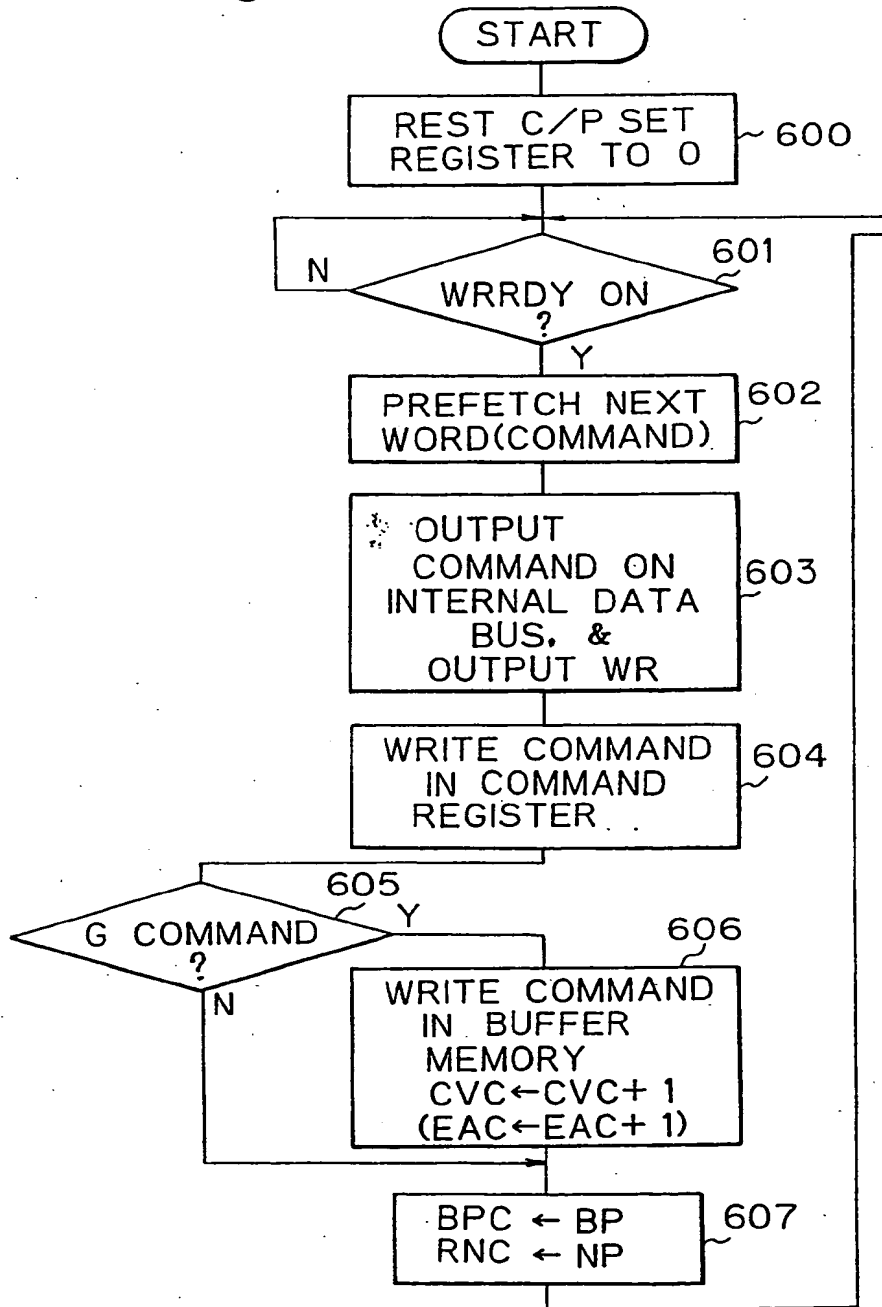 START
REST C/P SET
REGISTER TO 0
600
N
601
WRRDY ON
?
Y
PREFETCH NEXT
WORD(COMMAND)
602
OUTPUT
COMMAND ON
INTERNAL DATA
BUS. &
OUTPUT WR
603
WRITE COMMAND
IN COMMAND
REGISTER
604
605
G COMMAND
?
Y
N
606
WRITE COMMAND
IN BUFFER
MEMORY
CVC←CVC+1
(EAC←EAC+1)
BPC ← BP
RNC ← NP
607